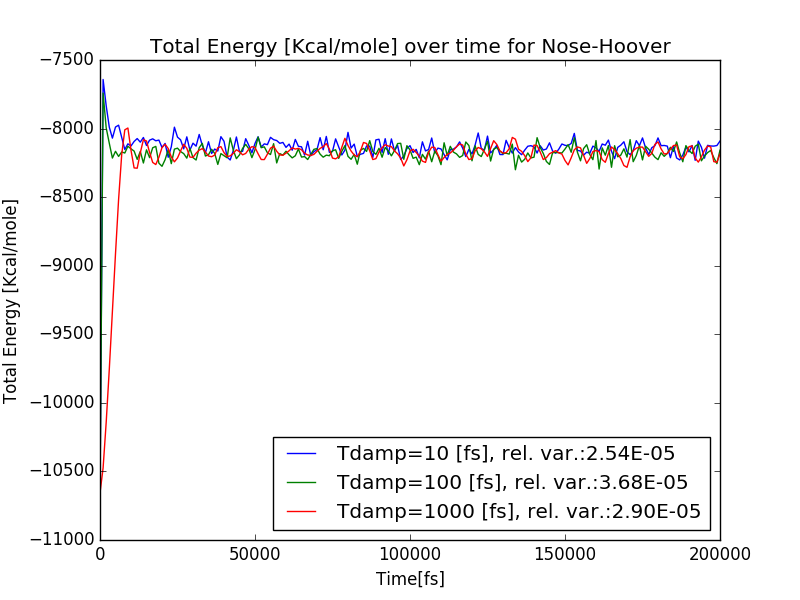 Total Energy [Kcal/mole] over time for Nose-Hoover
−7500
−8000
−8500
−9000
−9500
−10000
−10500
−11000
Total Energy [Kcal/mole]
Tdamp=10 [fs], rel. var.:2.54E-05
Tdamp=100 [fs], rel. var.:3.68E-05
Tdamp=1000 [fs], rel. var.:2.90E-05
0 50000 100000 150000 200000
Time[fs]